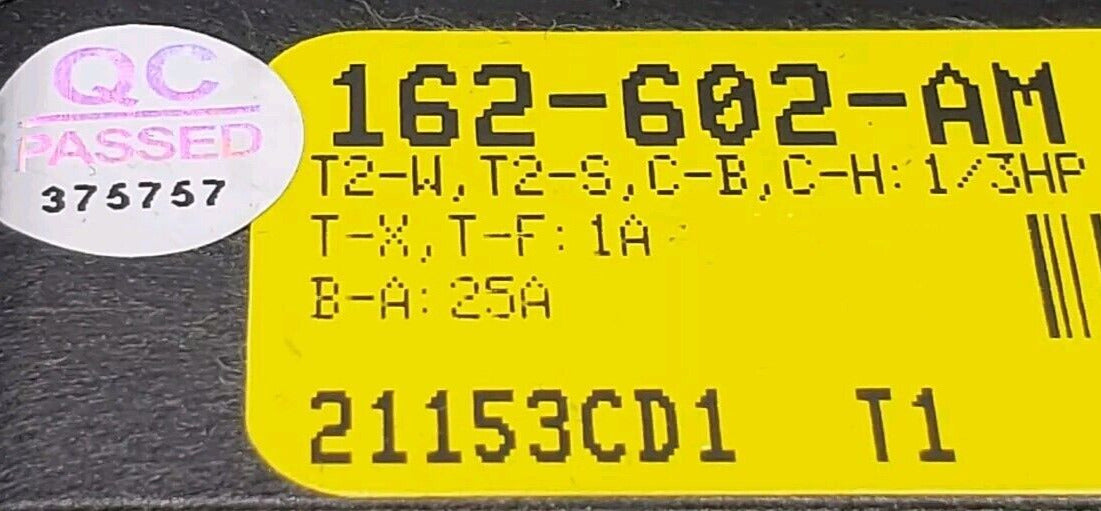 QC
PASSED
375757
162-602-AM
T2-W,T2-S,C-B,C-H:1/3HP
T-X,T-F:1A
B-A:25A
21153CD1 T1